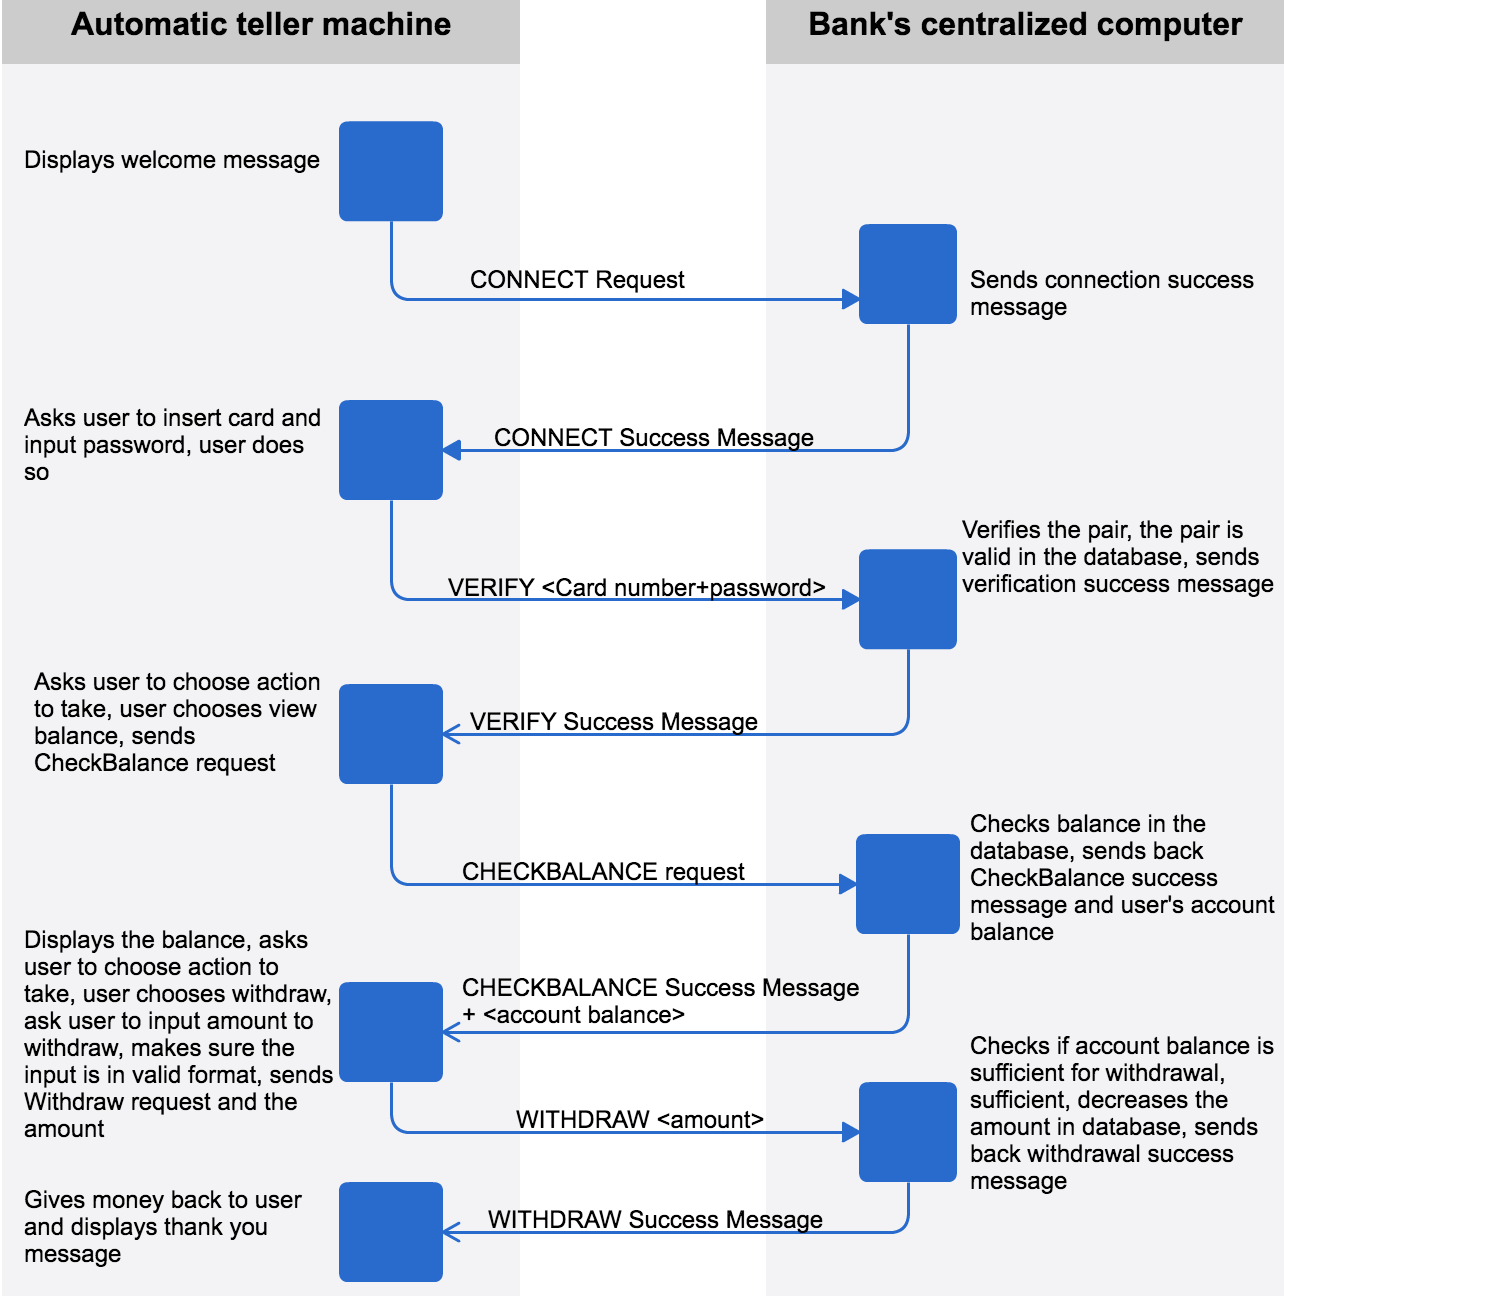 Automatic teller machine
Bank's centralized computer
Displays welcome message
CONNECT Request
Sends connection success
message
Asks user to insert card and
input password, user does
so
CONNECT Success Message
Verifies the pair, the pair is
valid in the database, sends
verification success message
VERIFY <Card number+password>
Asks user to choose action
to take, user chooses view
balance, sends
CheckBalance request
VERIFY Success Message
Checks balance in the
database, sends back
CheckBalance success
message and user's account
balance
CHECKBALANCE request
Displays the balance, asks
user to choose action to
take, user chooses withdraw,
ask user to input amount to
withdraw, makes sure the
input is in valid format, sends
Withdraw request and the
amount
CHECKBALANCE Success Message
+ <account balance>
Checks if account balance is
sufficient for withdrawal,
sufficient, decreases the
amount in database, sends
back withdrawal success
message
WITHDRAW <amount>
Gives money back to user
and displays thank you
message
WITHDRAW Success Message